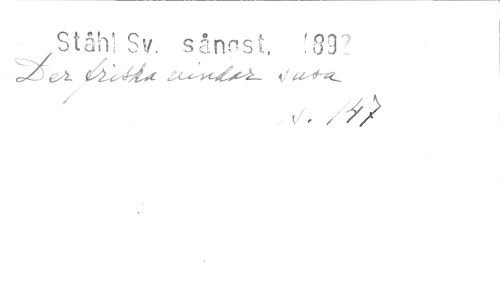 Ståhl Sv. sångst. 1892
Der friska vindar susa
s. 147